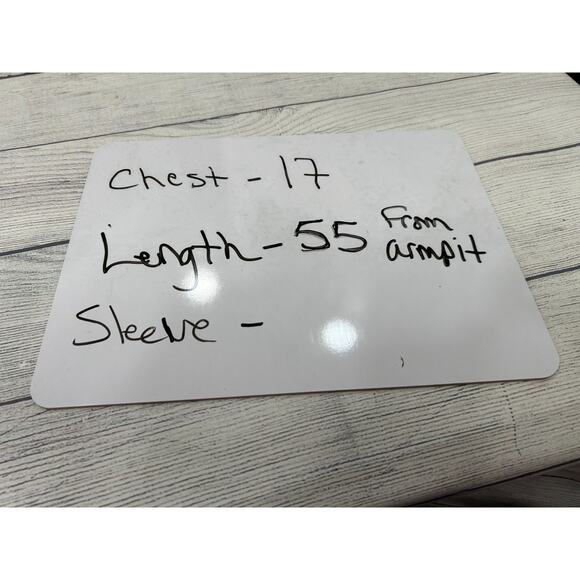 Chest - 17
Length - 55 From armpit
Sleeve -